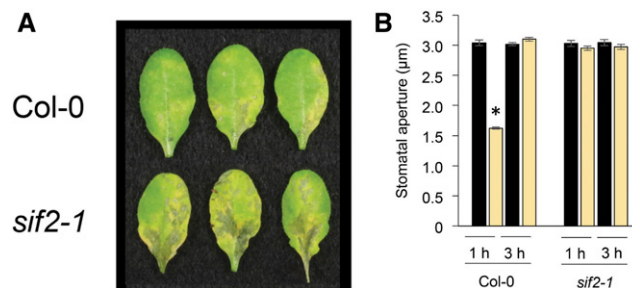 A
Col-0
sif2-1
B
Stomatal aperture (μm)
3.5
3.0
2.5
2.0
1.5
1.0
0.5
0
*
1 h 3 h 1 h 3 h
Col-0 sif2-1